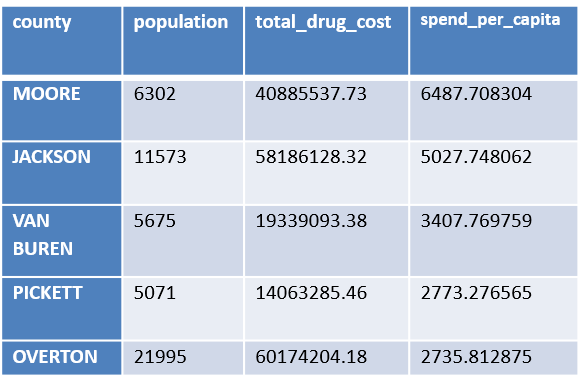 county population total_drug_cost spend_per_capita
MOORE 6302 40885537.73 6487.708304
JACKSON 11573 58186128.32 5027.748062
VAN 5675 19339093.38 3407.769759
BUREN
PICKETT 5071 14063285.46 2773.276565
OVERTON 21995 60174204.18 2735.812875